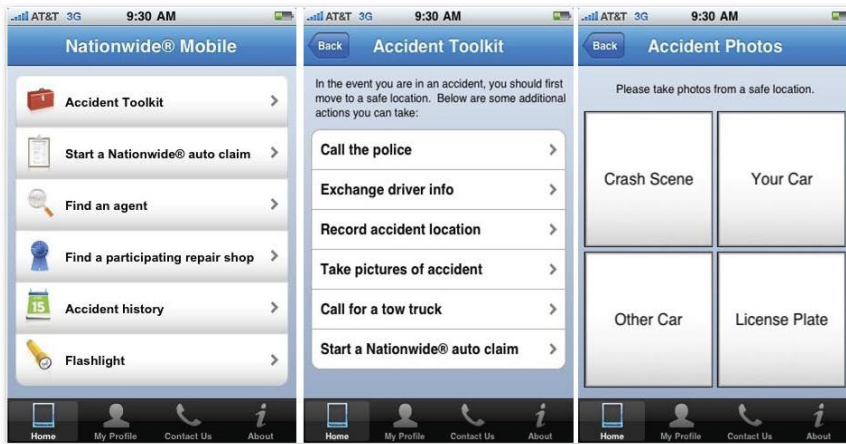 AT&T 3G 9:30 AM
Nationwide® Mobile
Accident Toolkit
Start a Nationwide® auto claim
Find an agent
Find a participating repair shop
15
Accident history
Flashlight
Home My Profile Contact Us About
AT&T 3G 9:30 AM
Back Accident Toolkit
In the event you are in an accident, you should first
move to a safe location. Below are some additional
actions you can take:
Call the police
Exchange driver info
Record accident location
Take pictures of accident
Call for a tow truck
Start a Nationwide® auto claim
Home My Profile Contact Us About
AT&T 3G 9:30 AM
Back Accident Photos
Please take photos from a safe location.
Crash Scene Your Car
Other Car License Plate
Home My Profile Contact Us About